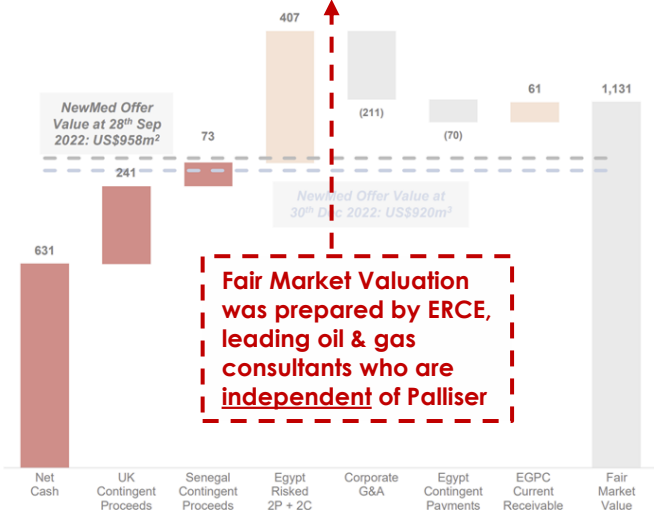 407
(211)
61
1,131
NewMed Offer
Value at 28th Sep
2022: US$958m2
73
(70)
241
NewMed Offer Value at
30th Dec 2022: US$920m2
631
Fair Market Valuation
was prepared by ERCE,
leading oil & gas
consultants who are
independent of Palliser
Net
Cash
UK
Contingent
Proceeds
Senegal
Contingent
Proceeds
Egypt
Risked
2P + 2C
Corporate
G&A
Egypt
Contingent
Payments
EGPC
Current
Receivable
Fair
Market
Value